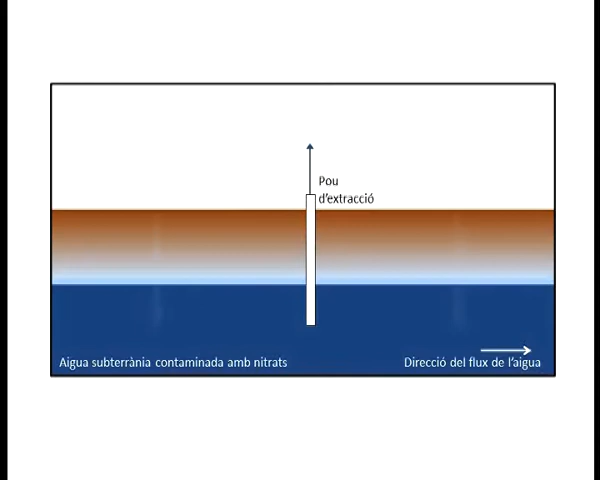 Pou
d'extracció
Aigua subterrània contaminada amb nitrats
Direcció del flux de l'aigua